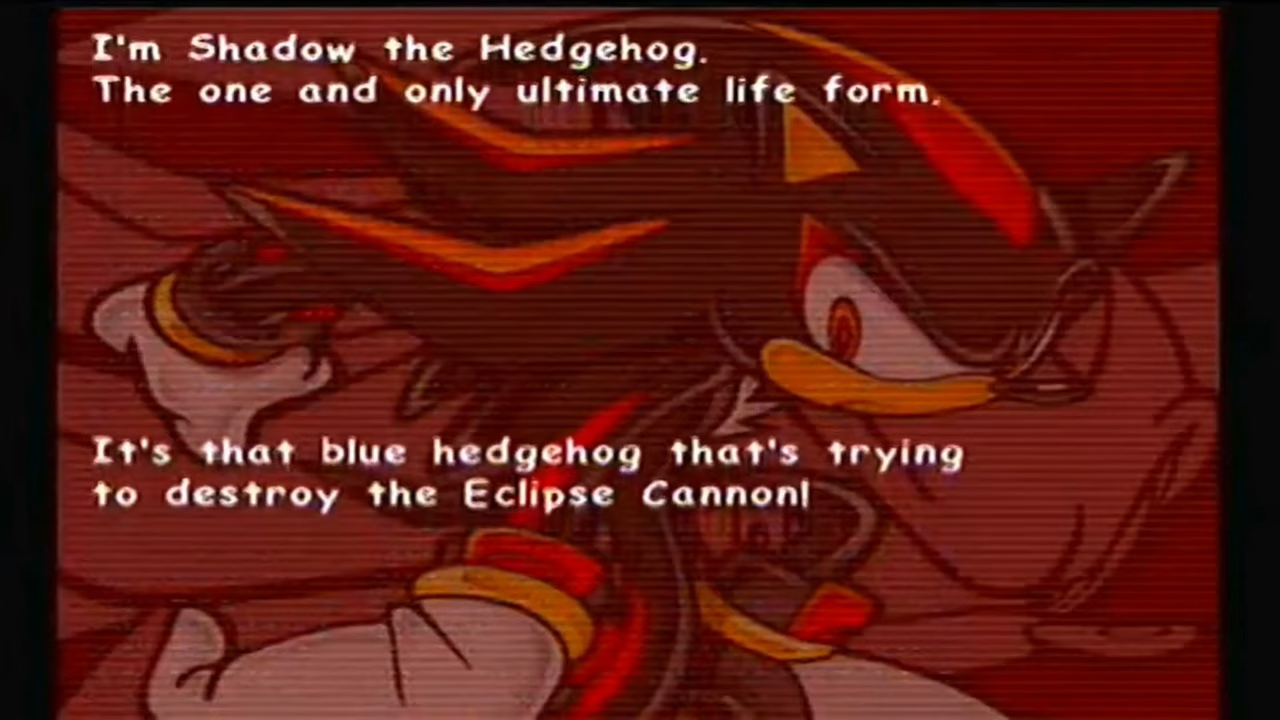 I'm Shadow the Hedgehog.
The one and only ultimate life form.
It's that blue hedgehog that's trying
to destroy the Eclipse Cannon!